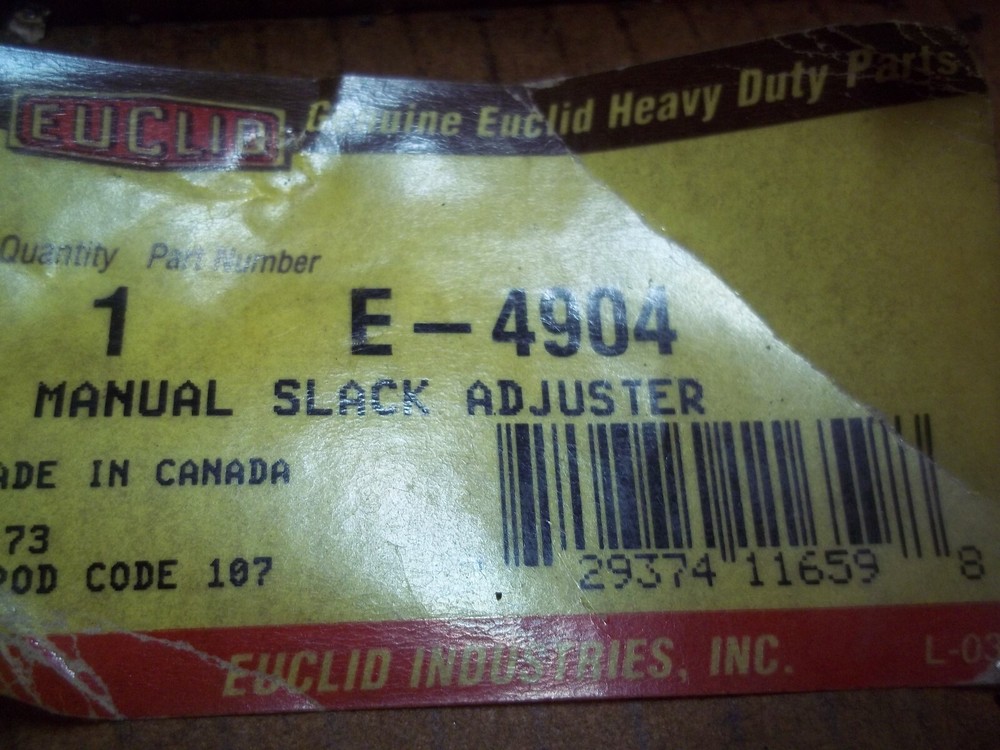 EUCLID Genuine Euclid Heavy Duty Parts
Quantity Part Number
1 E-4904
MANUAL SLACK ADJUSTER
ADE IN CANADA
73
POD CODE 107
29374 11659 8
EUCLID INDUSTRIES, INC. L-03